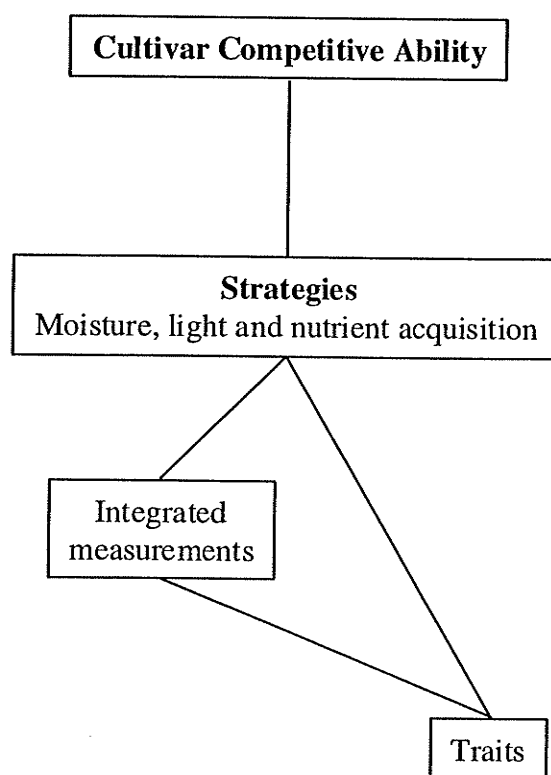 Cultivar Competitive Ability
Strategies
Moisture, light and nutrient acquisition
Integrated
measurements
Traits